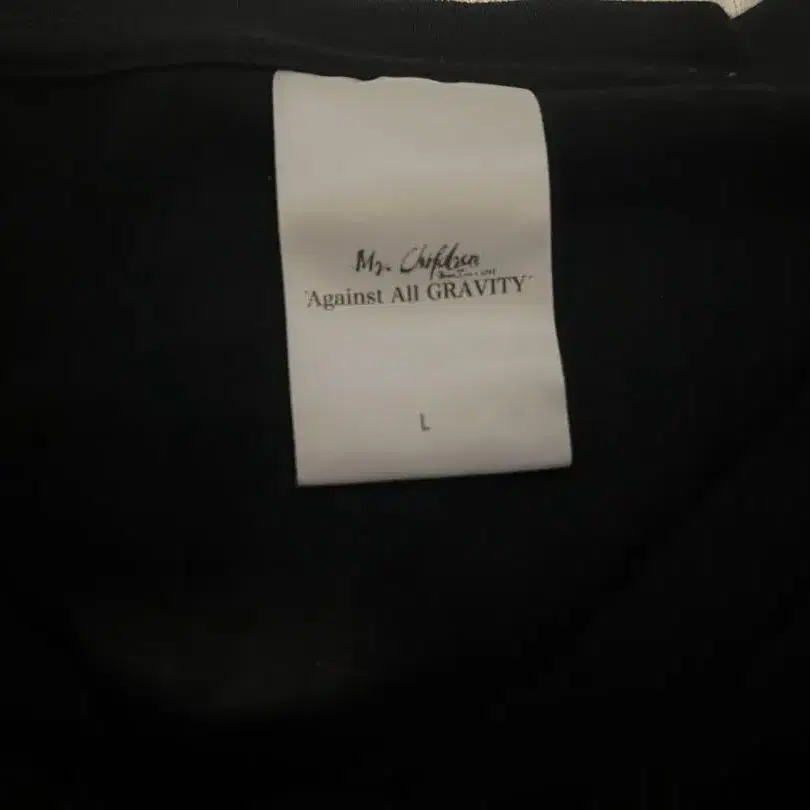 Mr. Children
"Against All GRAVITY"
L